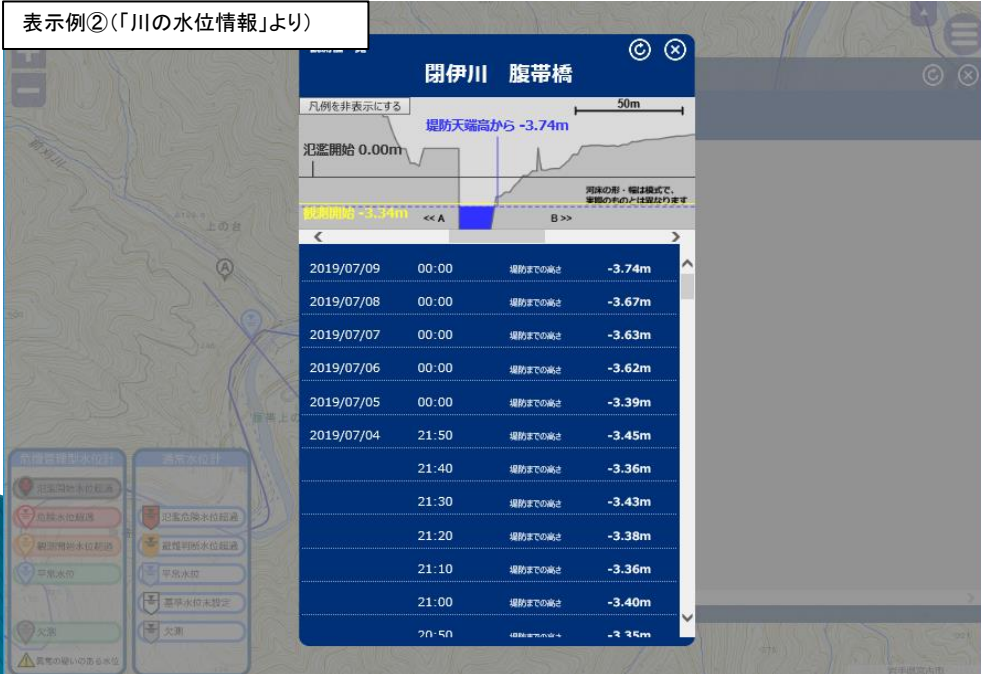 表示例②(「川の水位情報」より)
閉伊川 腹帯橋
凡例を非表示にする
50m
堤防天端高から -3.74m
氾濫開始 0.00m
河床の形・幅は模式で、
実際のものとは異なります
観測開始 -3.34m
<< A
B >>
2019/07/09 00:00 堤防までの高さ -3.74m
2019/07/08 00:00 堤防までの高さ -3.67m
2019/07/07 00:00 堤防までの高さ -3.63m
2019/07/06 00:00 堤防までの高さ -3.62m
2019/07/05 00:00 堤防までの高さ -3.39m
2019/07/04 21:50 堤防までの高さ -3.45m
21:40 堤防までの高さ -3.36m
21:30 堤防までの高さ -3.43m
21:20 堤防までの高さ -3.38m
21:10 堤防までの高さ -3.36m
21:00 堤防までの高さ -3.40m
20:50 堤防までの高さ -3.35m
上の台
A
危機管理型水位計
氾濫開始水位超過
危険水位超過
観測開始水位超過
平常水位
欠測
異常の疑いのある水位
通常水位計
氾濫危険水位超過
避難判断水位超過
平常水位
基準水位未設定
欠測